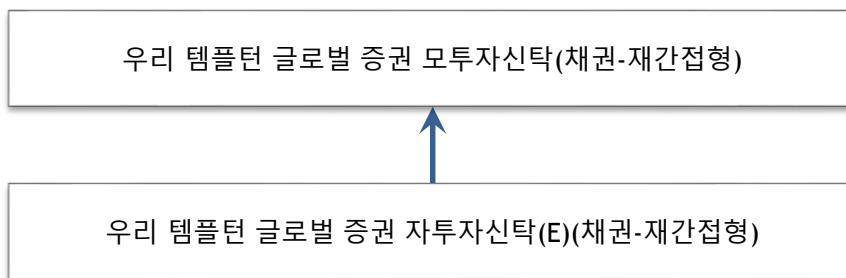 우리 템플턴 글로벌 증권 모투자신탁(채권-재간접형)
우리 템플턴 글로벌 증권 자투자신탁(E)(채권-재간접형)